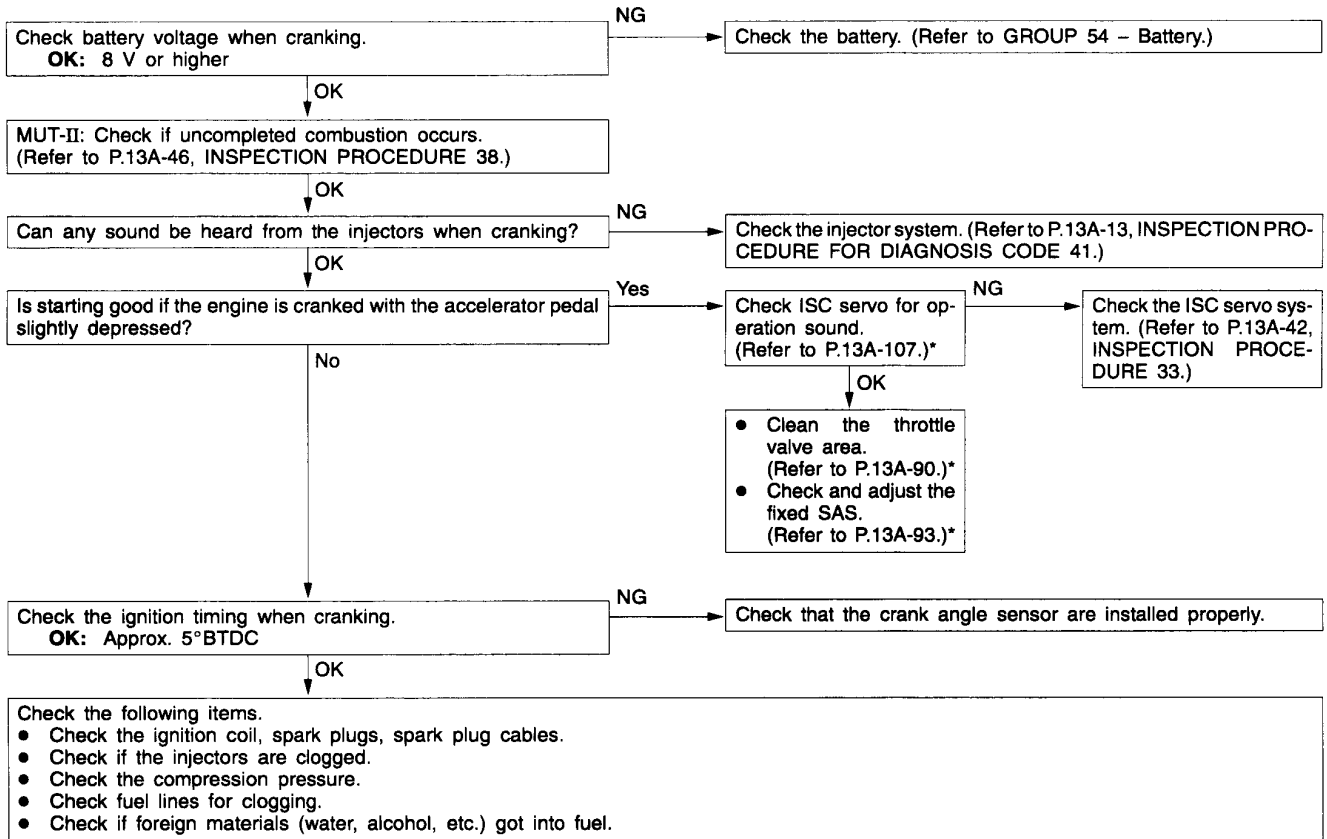 Check battery voltage when cranking.
OK: 8 V or higher
NG
Check the battery. (Refer to GROUP 54 – Battery.)
OK
MUT-II: Check if uncompleted combustion occurs.
(Refer to P.13A-46, INSPECTION PROCEDURE 38.)
OK
Can any sound be heard from the injectors when cranking?
NG
Check the injector system. (Refer to P.13A-13, INSPECTION PRO-
CEDURE FOR DIAGNOSIS CODE 41.)
OK
Is starting good if the engine is cranked with the accelerator pedal
slightly depressed?
Yes
Check ISC servo for op-
eration sound.
(Refer to P.13A-107.)*
NG
Check the ISC servo sys-
tem. (Refer to P.13A-42,
INSPECTION PROCE-
DURE 33.)
OK
● Clean the throttle
valve area.
(Refer to P.13A-90.)*
● Check and adjust the
fixed SAS.
(Refer to P.13A-93.)*
No
Check the ignition timing when cranking.
OK: Approx. 5°BTDC
NG
Check that the crank angle sensor are installed properly.
OK
Check the following items.
● Check the ignition coil, spark plugs, spark plug cables.
● Check if the injectors are clogged.
● Check the compression pressure.
● Check fuel lines for clogging.
● Check if foreign materials (water, alcohol, etc.) got into fuel.